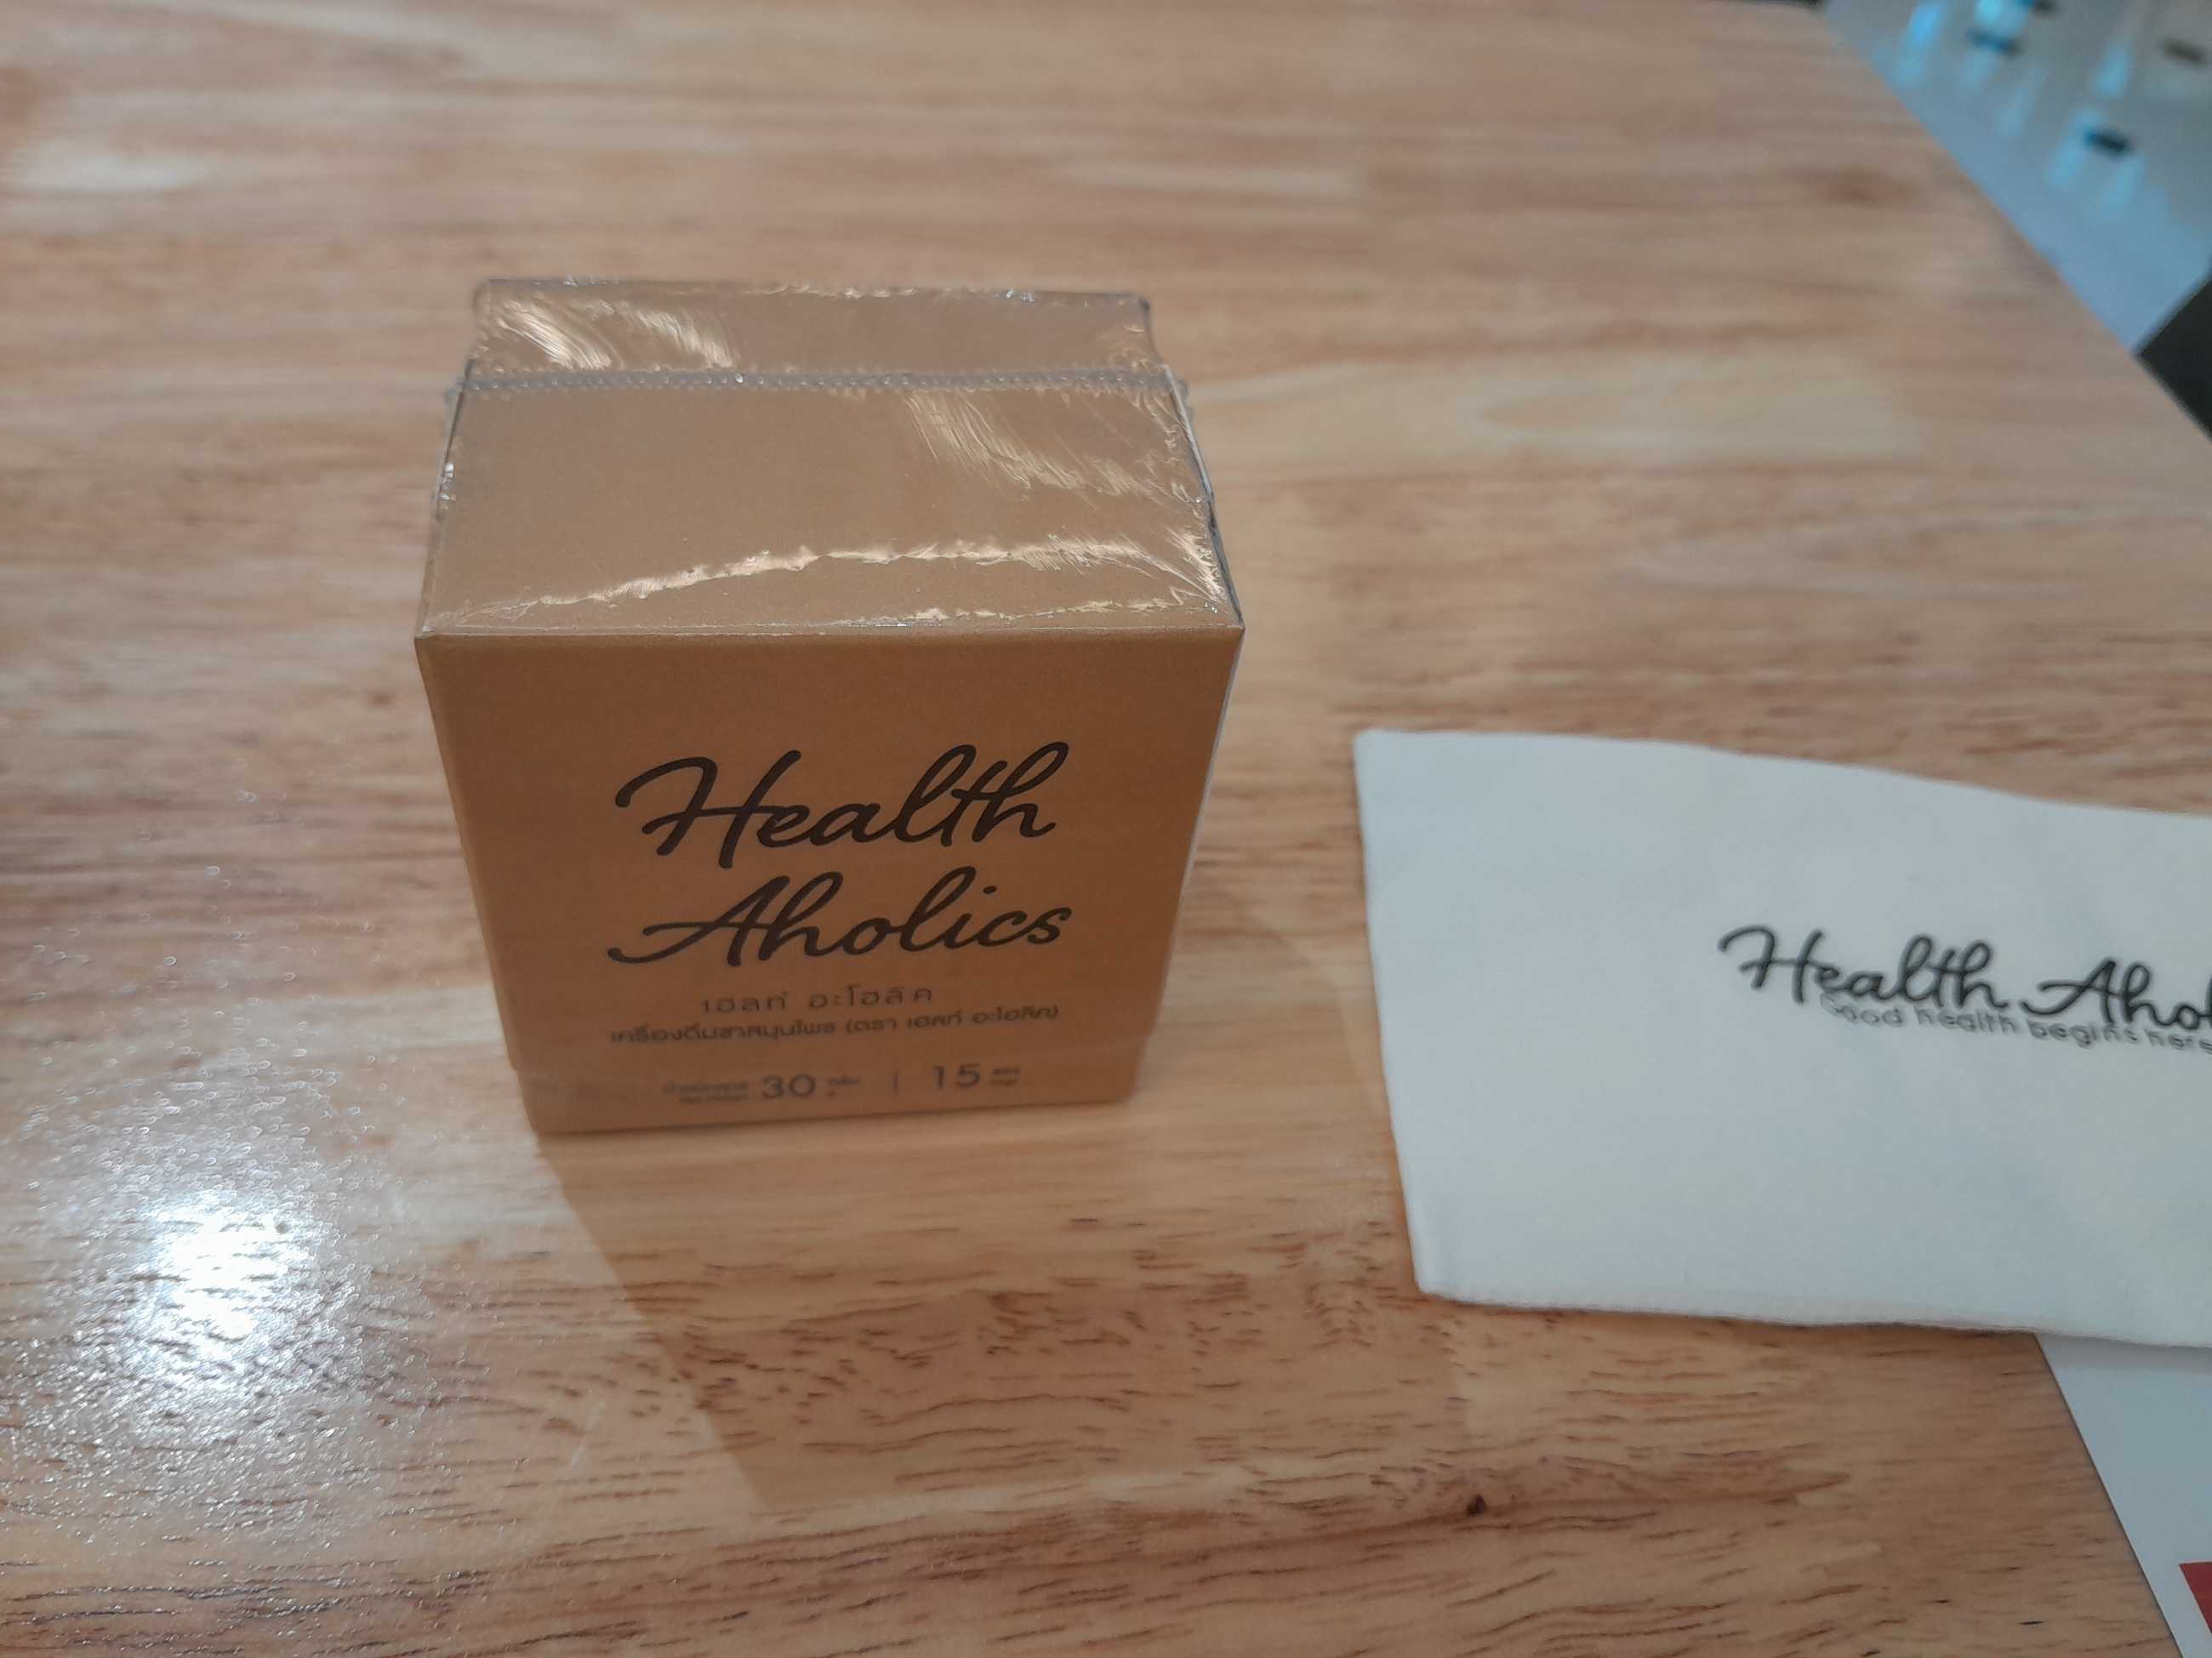 Health
Aholics
เฮลท์ อะโฮลิค
เครื่องดื่มชาสมุนไพร (ตรา เฮลท์ อะโฮลิค)
30 | 15
Health
Good health begins here